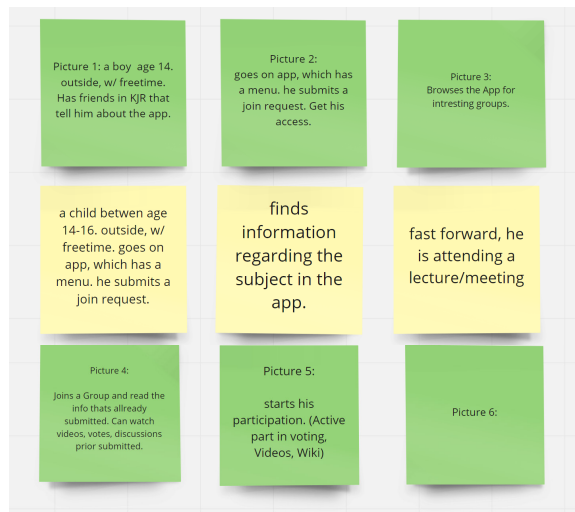 Picture 1: a boy age 14.
outside, w/ freetime.
Has friends in KJR that
tell him about the app.
Picture 2:
goes on app, which has
a menu. he submits a
join request. Get his
access.
Picture 3:
Browses the App for
intresting groups.
a child betwen age
14-16. outside, w/
freetime. goes on
app, which has a
menu. he submits a
join request.
finds
information
regarding the
subject in the
app.
fast forward, he
is attending a
lecture/meeting
Picture 4:
Joins a Group and read the
info thats allready
submitted. Can watch
videos, votes, discussions
prior submitted.
Picture 5:
starts his
participation. (Active
part in voting,
Videos, Wiki)
Picture 6: